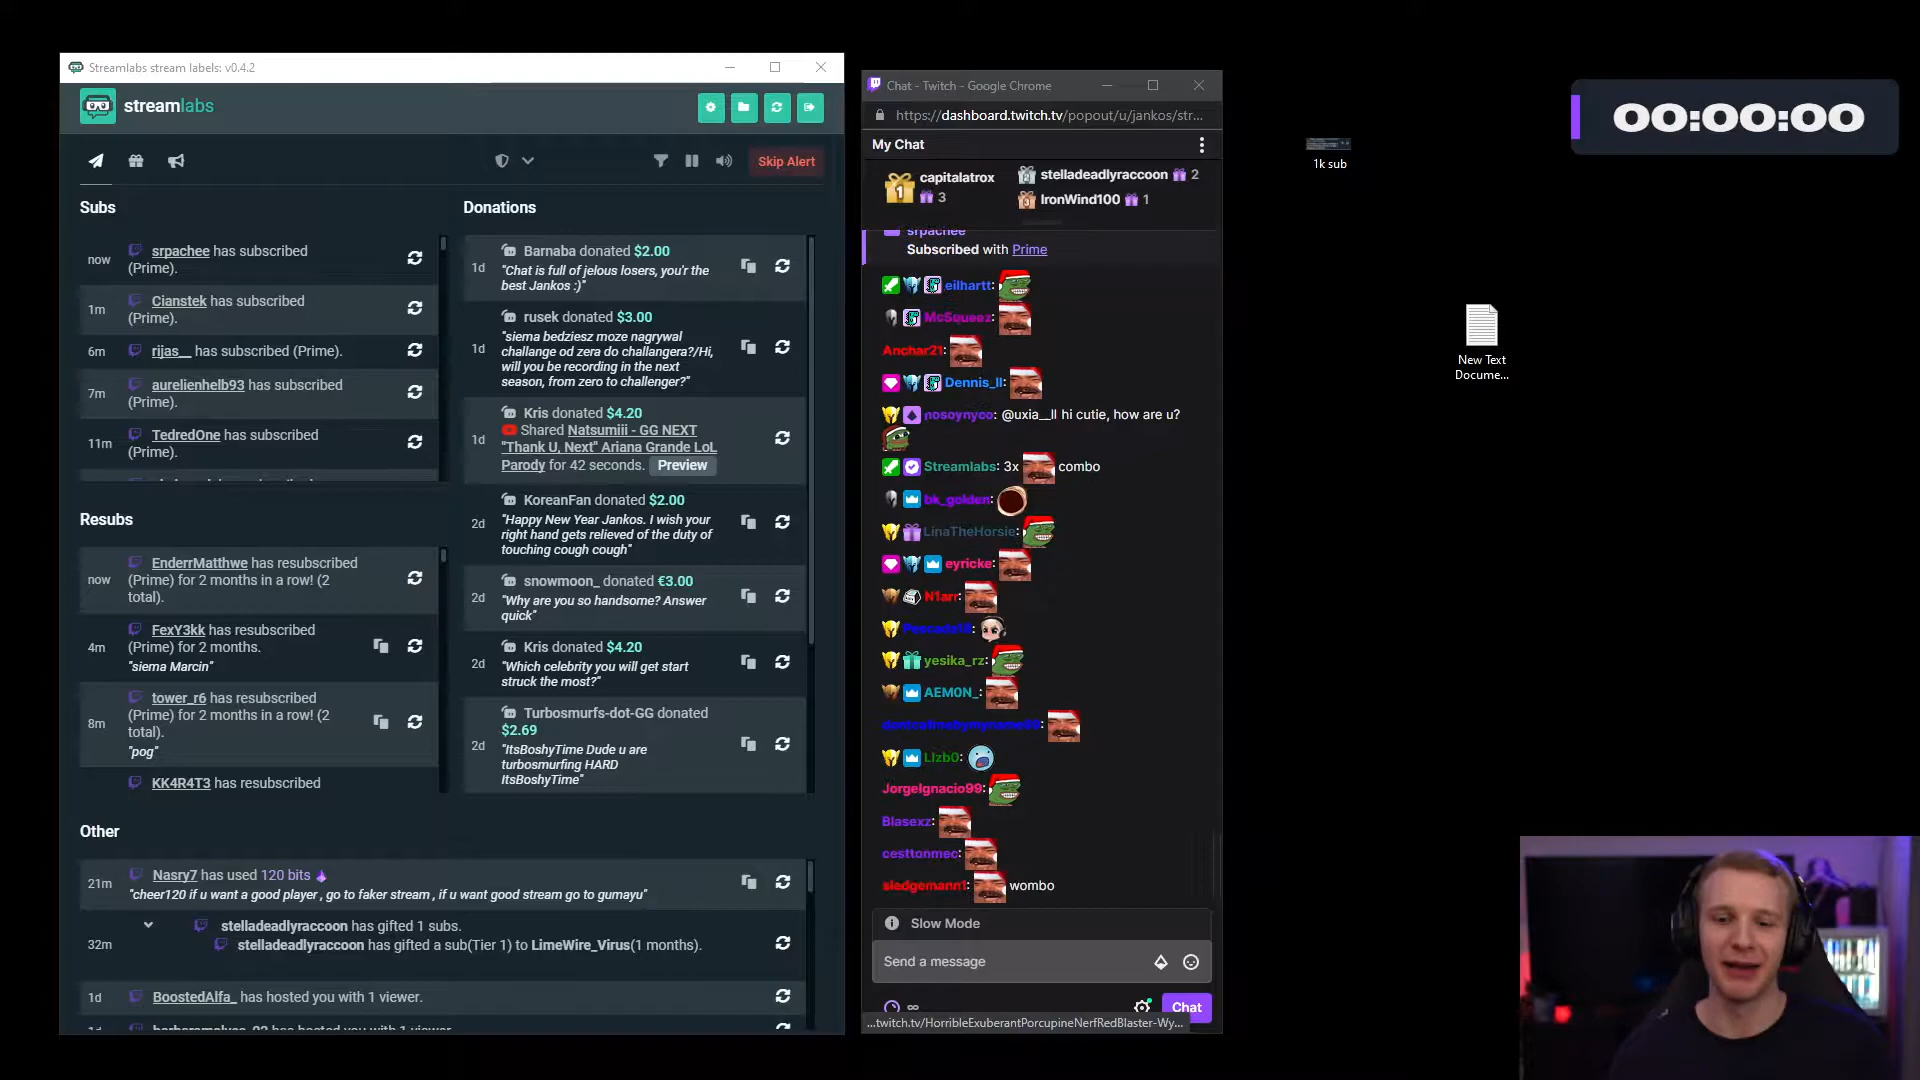 Streamlabs stream labels: v0.4.2
streamlabs
Skip Alert
Subs
now srpachee has subscribed
(Prime).
1m Cianstek has subscribed
(Prime).
6m rijas__ has subscribed (Prime).
7m aurelienhelb93 has subscribed
(Prime).
11m TedredOne has subscribed
(Prime).
Resubs
now EnderrMatthwe has resubscribed
(Prime) for 2 months in a row! (2
total).
4m FexY3kk has resubscribed
(Prime) for 2 months.
"siema Marcin"
8m tower_r6 has resubscribed
(Prime) for 2 months in a row! (2
total).
"pog"
KK4R4T3 has resubscribed
Donations
1d Barnaba donated $2.00
"Chat is full of jelous losers, you'r the
best Jankos :)"
1d rusek donated $3.00
"siema bedziesz moze nagrywal
challange od zera do challangera?/Hi,
will you be recording in the next
season, from zero to challenger?"
1d Kris donated $4.20
Shared Natsumiii - GG NEXT
"Thank U, Next" Ariana Grande LoL
Parody for 42 seconds. Preview
2d KoreanFan donated $2.00
"Happy New Year Jankos. I wish your
right hand gets relieved of the duty of
touching cough cough"
2d snowmoon_ donated €3.00
"Why are you so handsome? Answer
quick"
2d Kris donated $4.20
"Which celebrity you will get start
struck the most?"
2d Turbosmurfs-dot-GG donated
$2.69
"ItsBoshyTime Dude u are
turbosmurfing HARD
ItsBoshyTime"
Other
21m Nasry7 has used 120 bits
"cheer120 if u want a good player , go to faker stream , if u want good stream go to gumayu"
32m stelladeadlyraccoon has gifted 1 subs.
stelladeadlyraccoon has gifted a sub(Tier 1) to LimeWire_Virus(1 months).
1d BoostedAlfa_ has hosted you with 1 viewer.
Chat - Twitch - Google Chrome
https://dashboard.twitch.tv/popout/u/jankos/str...
My Chat
1 capitalatrox 3
2 stelladeadlyraccoon 2
3 IronWind100 1
srpachee
Subscribed with Prime
eilhartt:
McSqueez:
Anchar21:
Dennis_ll:
nosoynyco: @uxia__ll hi cutie, how are u?
Streamlabs: 3x combo
bk_golden:
LinaTheHorsie:
eyricke:
N1arr:
yesika_rz:
AEM0N_:
Llzb0:
JorgeIgnacio99:
Blasexz:
cesttonmec:
sledgemann1: wombo
Slow Mode
Send a message
Chat
...twitch.tv/HorribleExuberantPorcupineNerfRedBlaster-Wy...
1k sub
New Text
Docume...
00:00:00